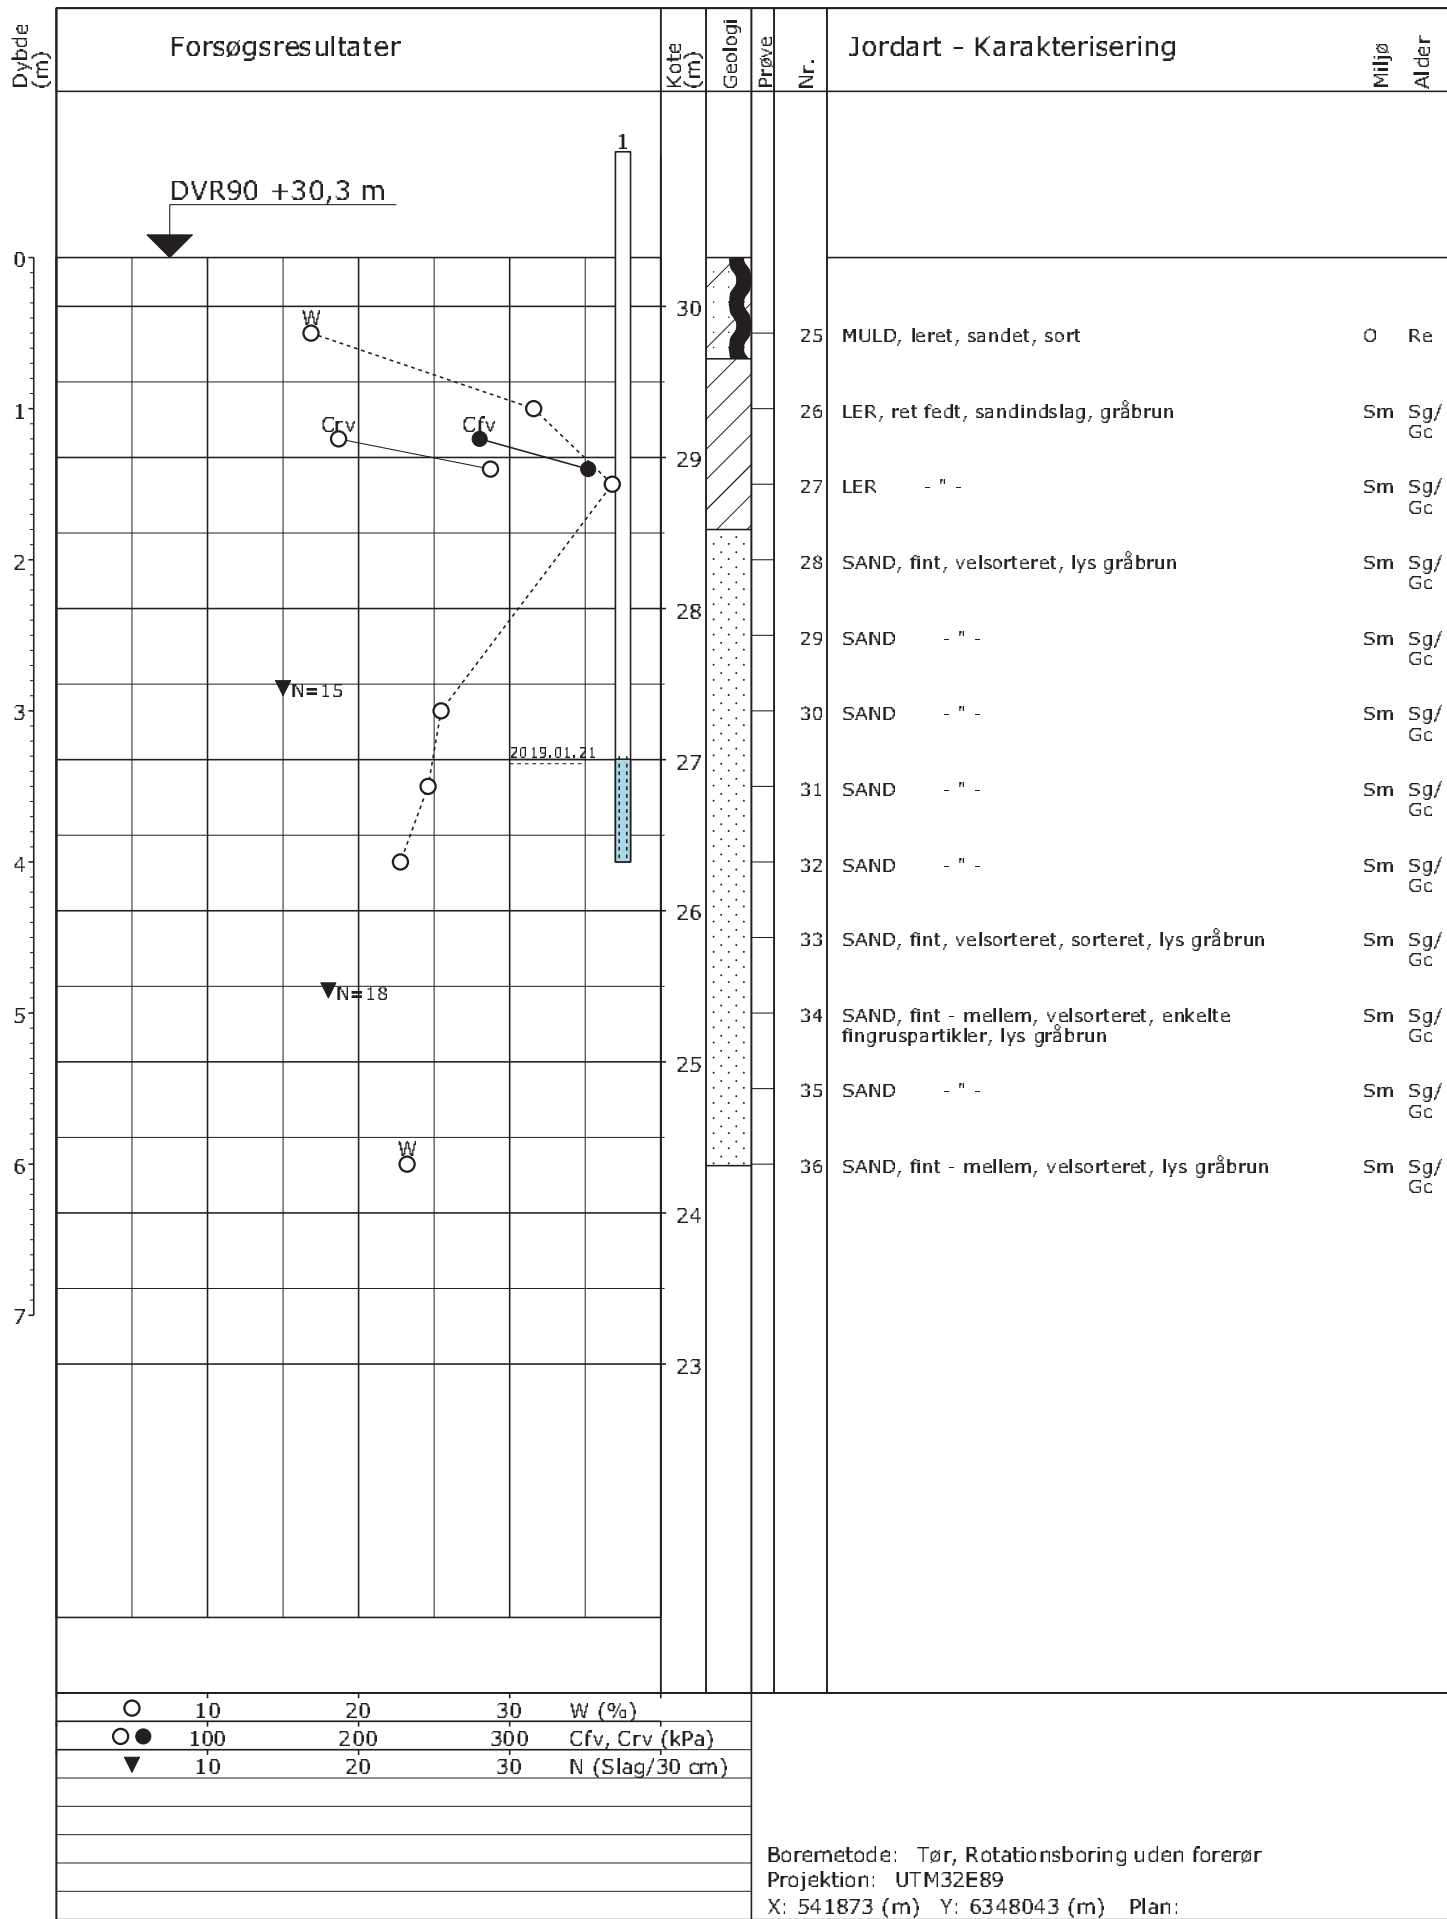 Dybde
(m)
Forsøgsresultater
Kote
(m)
Geologi
Prøve
Nr.
Jordart - Karakterisering
Miljø
Alder
1
DVR90 +30,3 m
0
30
W
25 MULD, leret, sandet, sort O Re
1
26 LER, ret fedt, sandindslag, gråbrun Sm Sg/
Gc
Crv Cfv
29
27 LER - " - Sm Sg/
Gc
2
28 SAND, fint, velsorteret, lys gråbrun Sm Sg/
Gc
28
29 SAND - " - Sm Sg/
Gc
N=15
3
30 SAND - " - Sm Sg/
Gc
2019.01.21
27
31 SAND - " - Sm Sg/
Gc
4
32 SAND - " - Sm Sg/
Gc
26
33 SAND, fint, velsorteret, sorteret, lys gråbrun Sm Sg/
Gc
N=18
5
34 SAND, fint - mellem, velsorteret, enkelte Sm Sg/
fingruspartikler, lys gråbrun Gc
25
35 SAND - " - Sm Sg/
Gc
W
6
36 SAND, fint - mellem, velsorteret, lys gråbrun Sm Sg/
Gc
24
7
23
10 20 30 W (%)
100 200 300 Cfv, Crv (kPa)
10 20 30 N (Slag/30 cm)
Boremetode: Tør, Rotationsboring uden forerør
Projektion: UTM32E89
X: 541873 (m) Y: 6348043 (m) Plan: